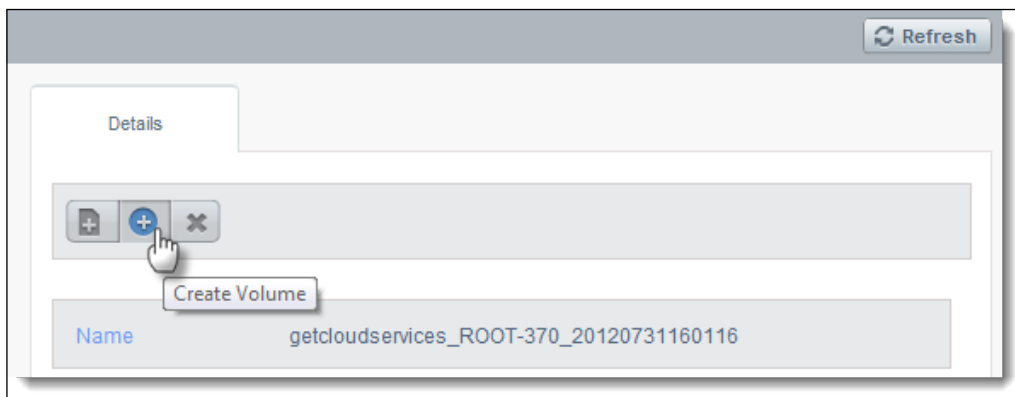 Refresh
Details
Create Volume
Name getcloudservices_ROOT-370_20120731160116